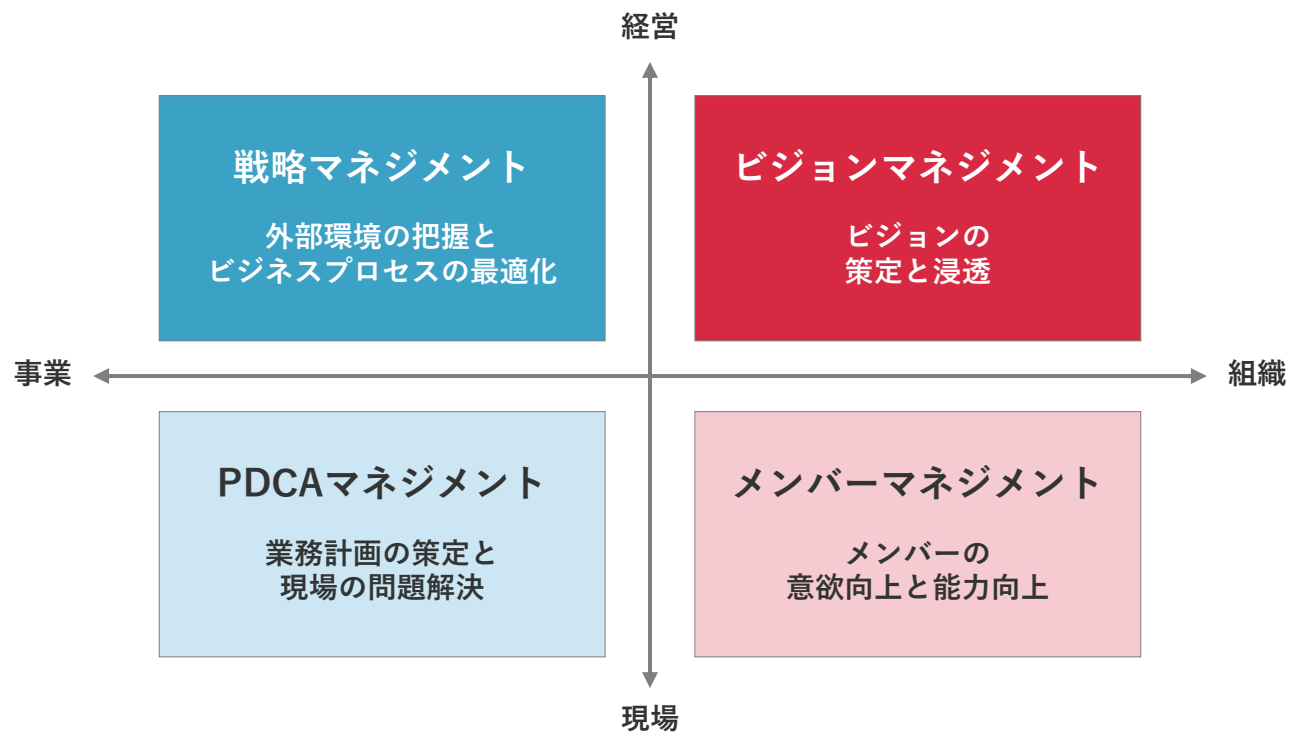 経営
戦略マネジメント
外部環境の把握と
ビジネスプロセスの最適化
ビジョンマネジメント
ビジョンの
策定と浸透
事業
組織
PDCAマネジメント
業務計画の策定と
現場の問題解決
メンバーマネジメント
メンバーの
意欲向上と能力向上
現場